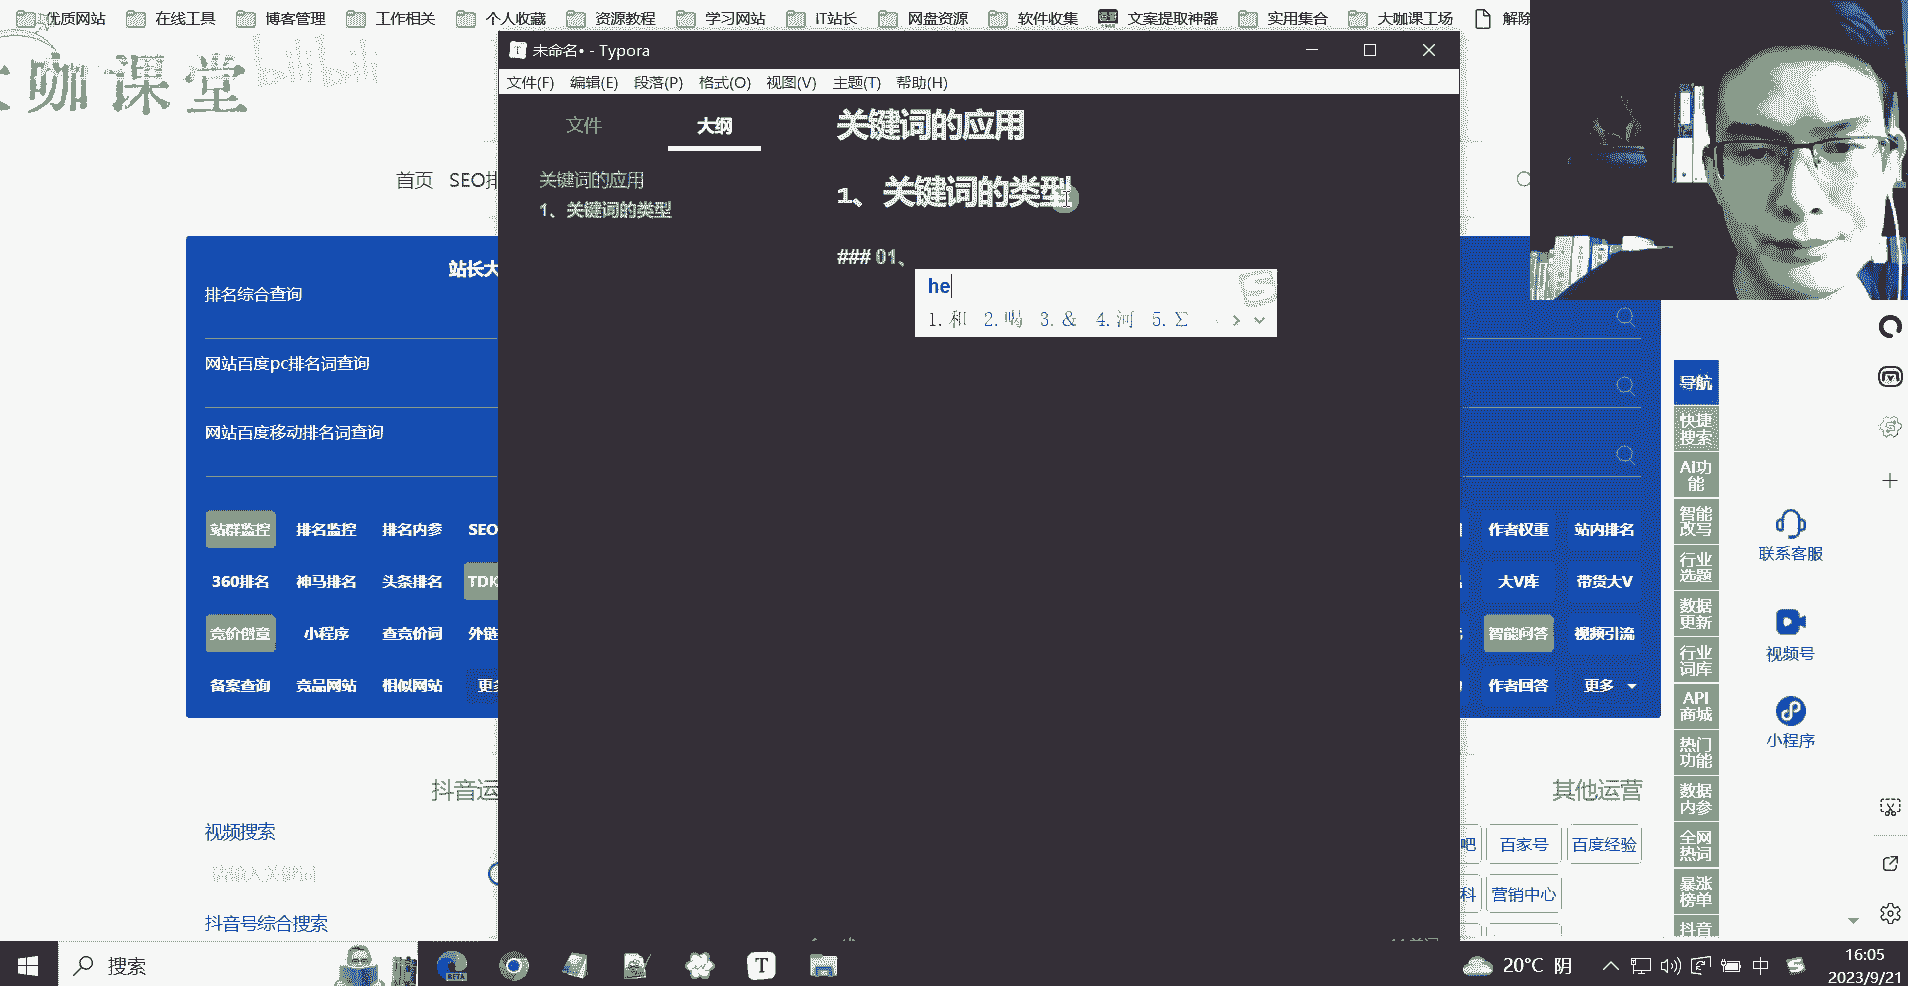 优质网站 在线工具 博客管理 工作相关 个人收藏 资源教程 学习网站 IT站长 网盘资源 软件收集 文案提取神器 实用集合 大咖课工场 解除
咖课堂 bilibili
未命名• - Typora
文件(F) 编辑(E) 段落(P) 格式(O) 视图(V) 主题(T) 帮助(H)
文件 大纲
关键词的应用
1、关键词的类型
关键词的应用
1、关键词的类型
### 01、
he
1.和 2.喝 3.& 4.河 5.Σ
首页 SEO排
站长大
排名综合查询
网站百度pc排名词查询
网站百度移动排名词查询
站群监控 排名监控 排名内参 SEO
作者权重 站内排名
360排名 神马排名 头条排名 TDK
大V库 带货大V
竞价创意 小程序 查竞价词 外链
智能问答 视频引流
备案查询 竞品网站 相似网站 更多
作者回答 更多
抖音运
其他运营
视频搜索
请输入关键词
抖音号综合搜索
吧 百家号 百度经验
科 营销中心
导航
快捷搜索
AI功能
智能改写
行业选题
数据更新
行业词库
API商城
热门功能
数据内参
全网热词
暴涨榜单
抖音
联系客服
视频号
小程序
搜索
BETA
20°C 阴
中
16:05
2023/9/21